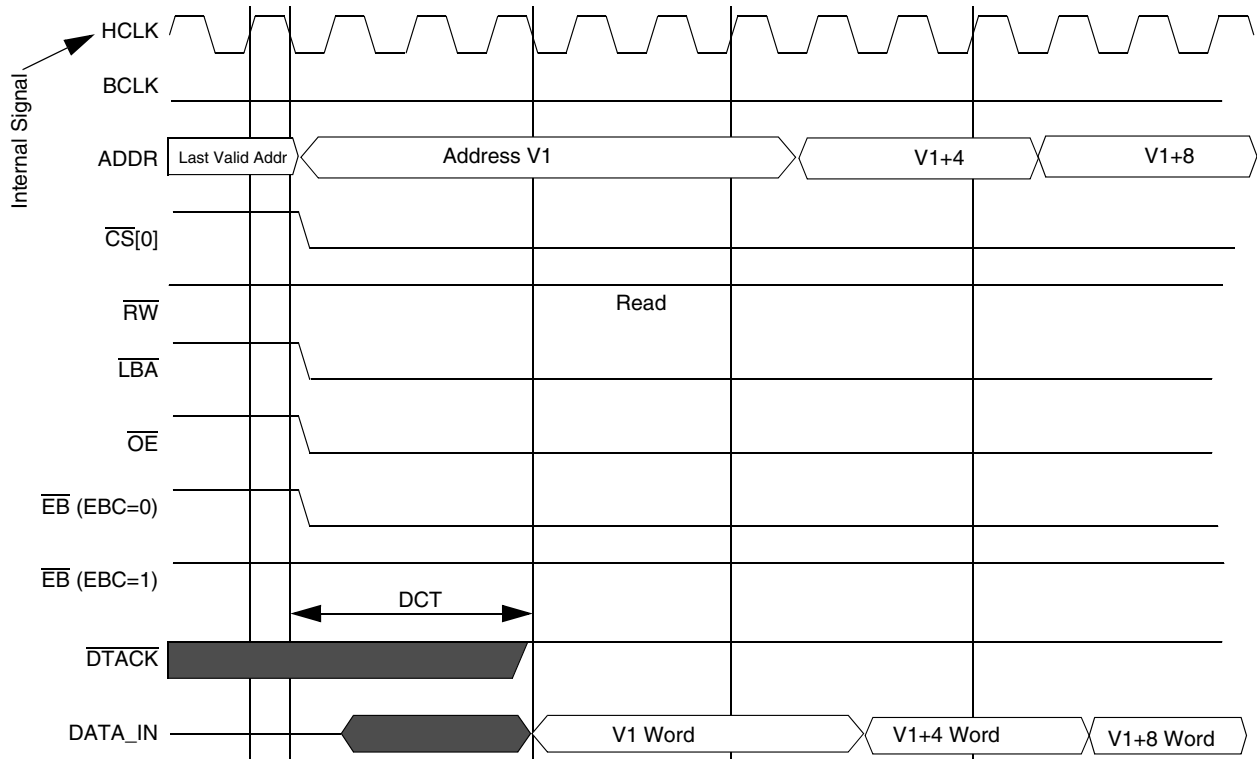 Internal Signal
HCLK
BCLK
ADDR Last Valid Addr Address V1 V1+4 V1+8
CS[0]
RW Read
LBA
OE
EB (EBC=0)
EB (EBC=1)
DCT
DTACK
DATA_IN V1 Word V1+4 Word V1+8 Word